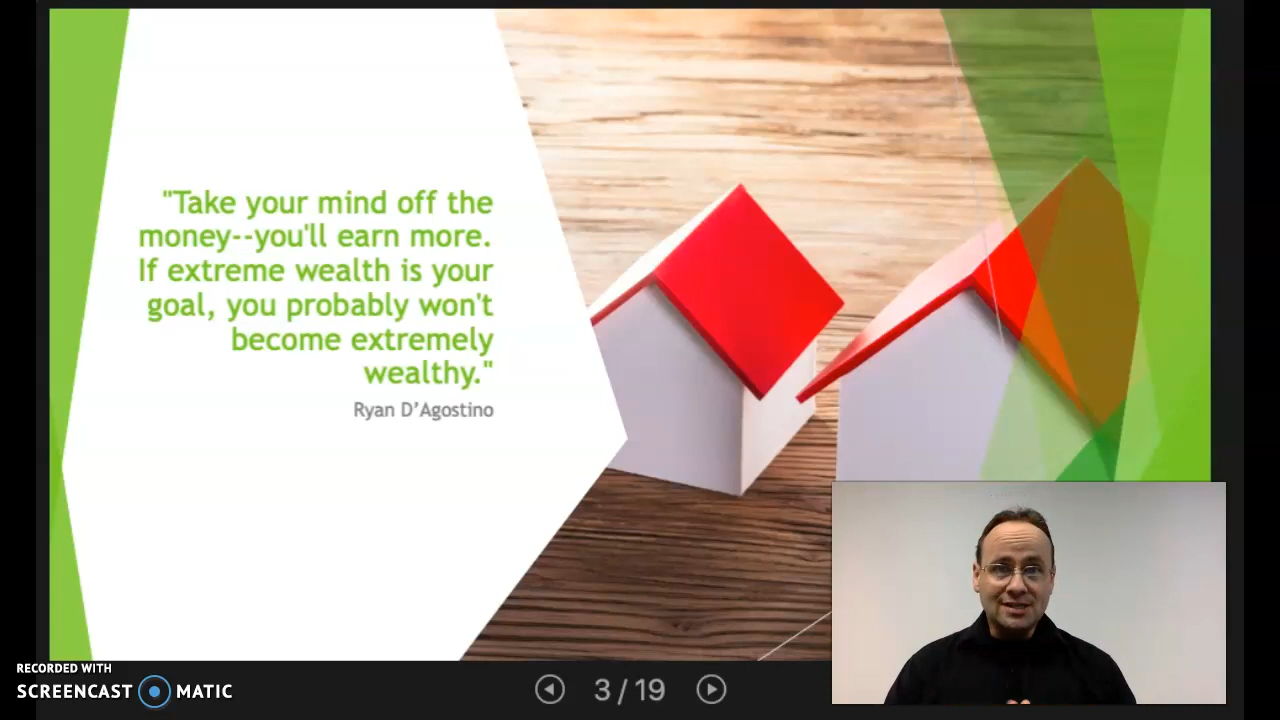 "Take your mind off the
money--you'll earn more.
If extreme wealth is your
goal, you probably won't
become extremely
wealthy."
Ryan D’Agostino
RECORDED WITH
SCREENCAST MATIC
3 / 19